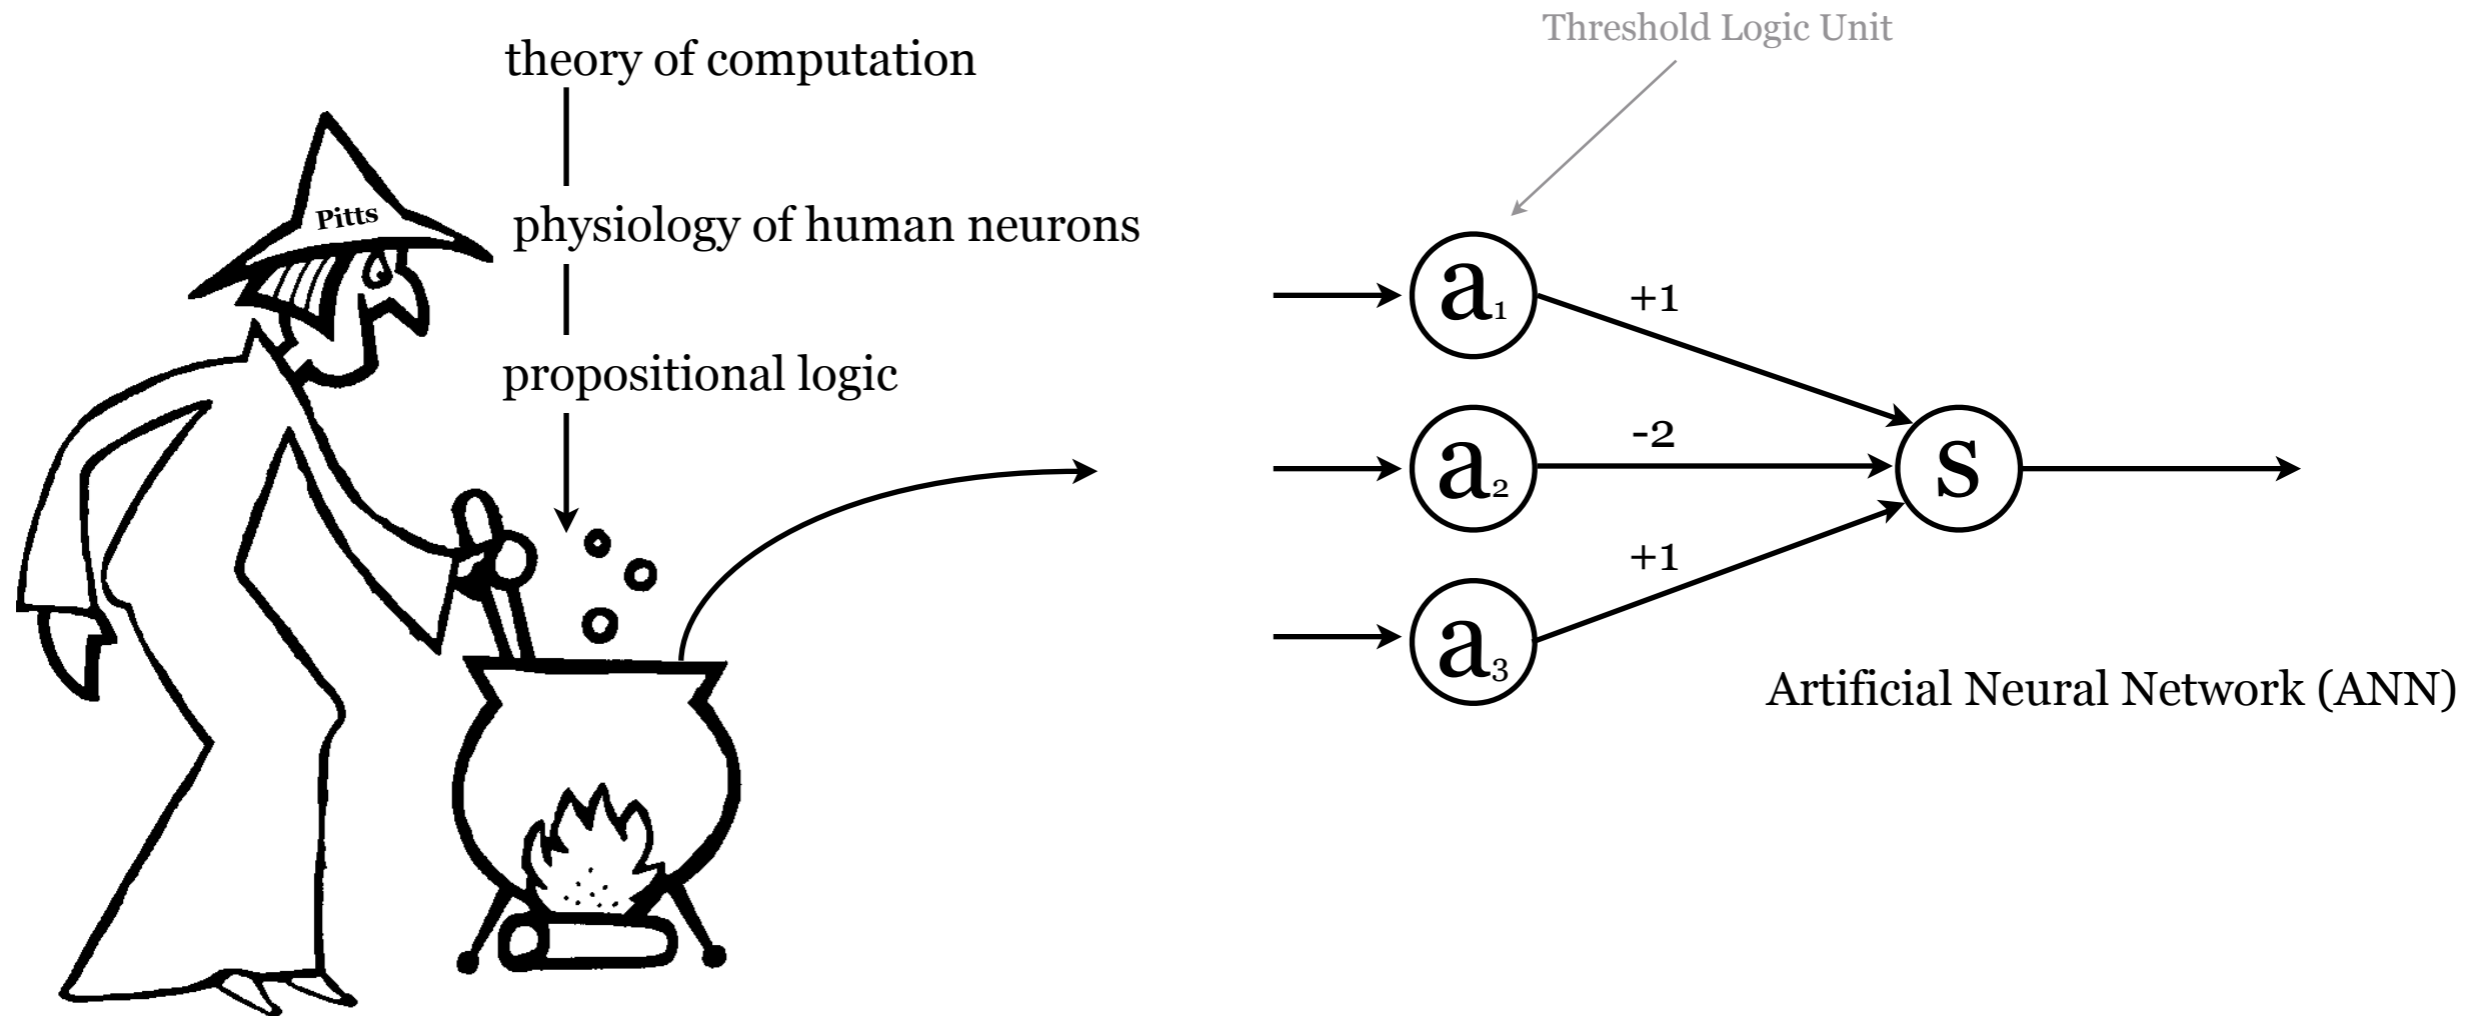 theory of computation
Pitts
physiology of human neurons
propositional logic
Threshold Logic Unit
a1
+1
a2
-2
s
+1
a3
Artificial Neural Network (ANN)